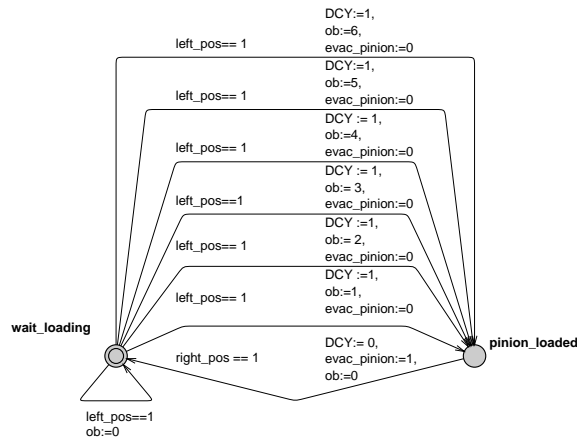 DCY:=1,
ob:=6,
evac_pinion:=0
left_pos== 1
DCY:=1,
ob:=5,
evac_pinion:=0
left_pos== 1
DCY := 1,
ob:=4,
evac_pinion:=0
left_pos== 1
DCY := 1,
ob:= 3,
evac_pinion:=0
left_pos==1
DCY :=1,
ob:= 2,
evac_pinion:=0
left_pos== 1
DCY :=1,
ob:=1,
evac_pinion:=0
left_pos== 1
wait_loading
pinion_loaded
right_pos == 1
DCY:= 0,
evac_pinion:=1,
ob:=0
left_pos==1
ob:=0